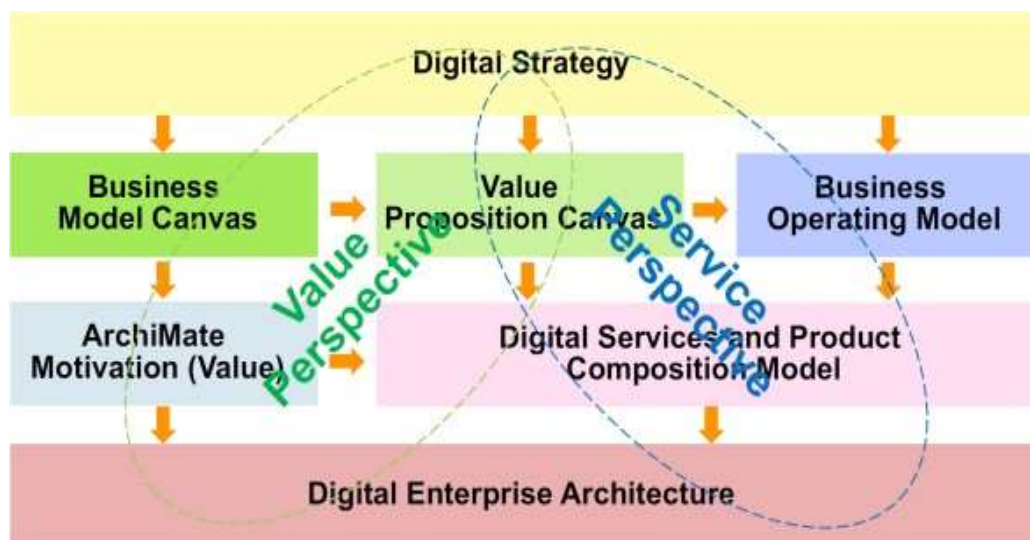 Digital Strategy
Business
Model Canvas
Value
Proposition Canvas
Business
Operating Model
Value
Perspective
Service
Perspective
ArchiMate
Motivation (Value)
Digital Services and Product
Composition Model
Digital Enterprise Architecture